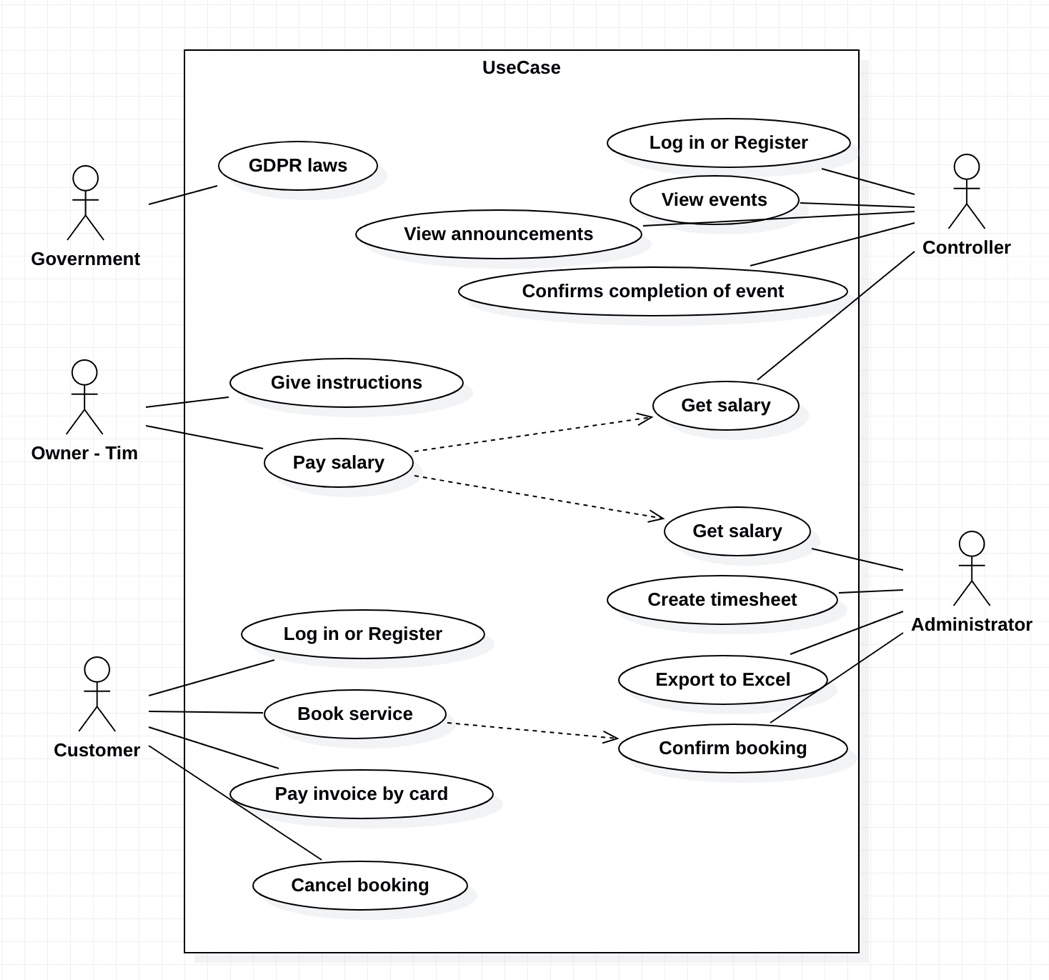 UseCase
Log in or Register
GDPR laws
View events
View announcements
Government
Controller
Confirms completion of event
Give instructions
Get salary
Owner - Tim
Pay salary
Get salary
Create timesheet
Administrator
Log in or Register
Export to Excel
Book service
Customer
Confirm booking
Pay invoice by card
Cancel booking